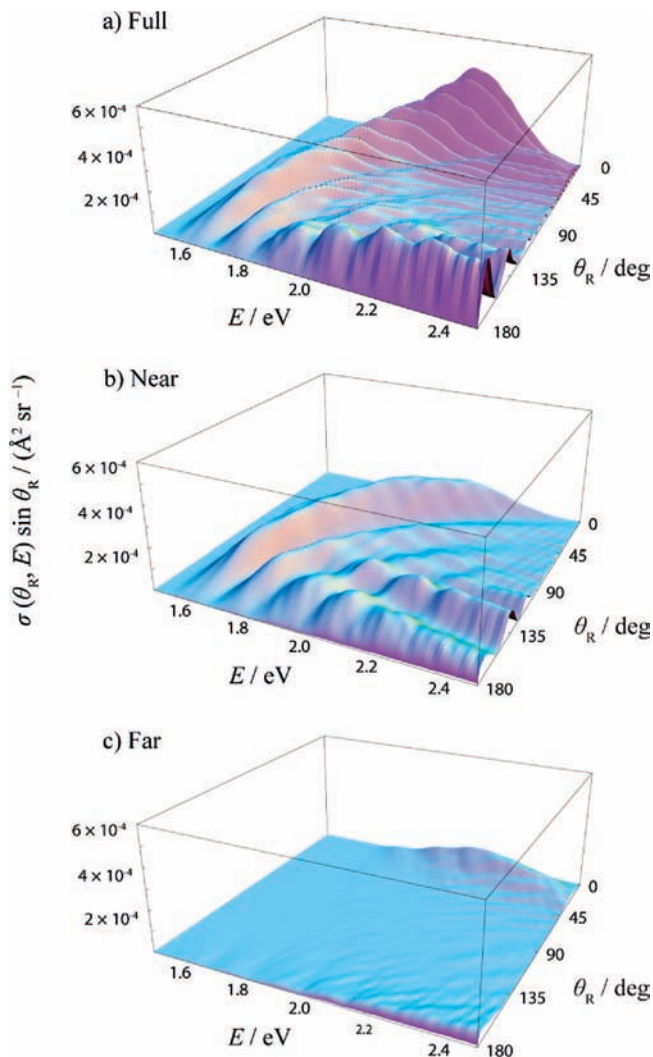 a) Full
6 × 10⁻⁴
4 × 10⁻⁴
2 × 10⁻⁴
1.6
1.8
2.0
2.2
2.4
E / eV
0
45
90
135
180
θ_R / deg
σ (θ_R, E) sin θ_R / (Å² sr⁻¹)
b) Near
6 × 10⁻⁴
4 × 10⁻⁴
2 × 10⁻⁴
1.6
1.8
2.0
2.2
2.4
E / eV
0
45
90
135
180
θ_R / deg
c) Far
6 × 10⁻⁴
4 × 10⁻⁴
2 × 10⁻⁴
1.6
1.8
2.0
2.2
2.4
E / eV
0
45
90
135
180
θ_R / deg